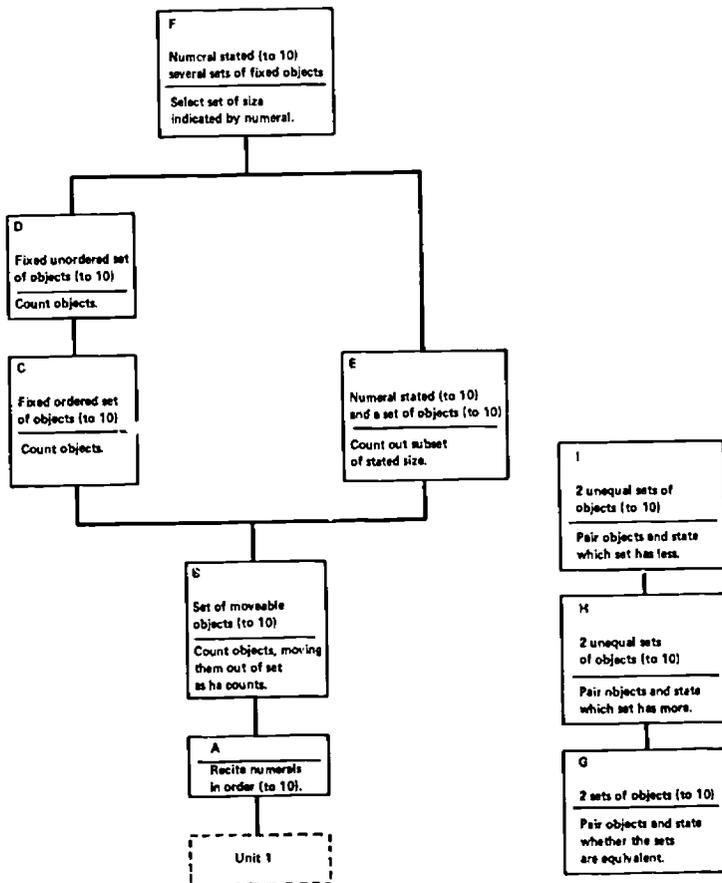 F
Numeral stated (to 10)
several sets of fixed objects
Select set of size
indicated by numeral.
D
Fixed unordered set
of objects (to 10)
Count objects.
C
Fixed ordered set
of objects (to 10)
Count objects.
E
Numeral stated (to 10)
and a set of objects (to 10)
Count out subset
of stated size.
I
2 unequal sets of
objects (to 10)
Pair objects and state
which set has less.
Set of moveable
objects (to 10)
Count objects, moving
them out of set
as he counts.
H
2 unequal sets
of objects (to 10)
Pair objects and state
which set has more.
A
Recite numerals
in order (to 10).
G
2 sets of objects (to 10)
Pair objects and state
whether the sets
are equivalent.
Unit 1